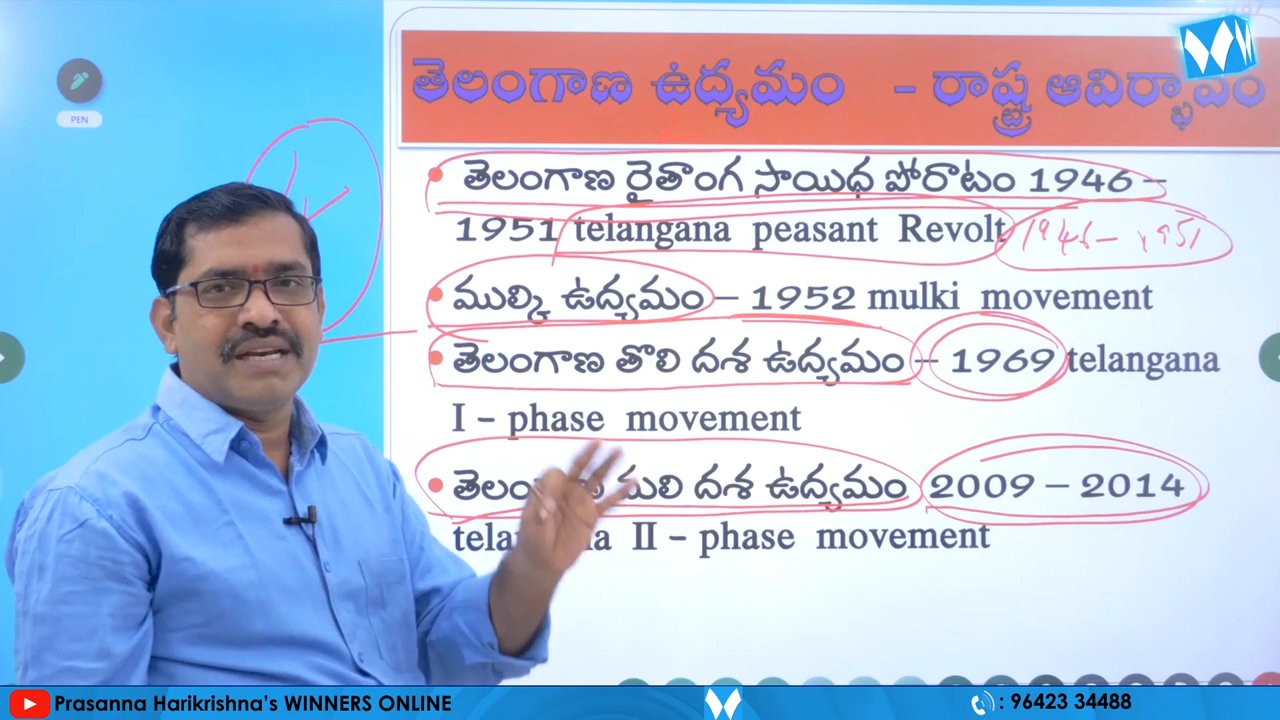 PEN
తెలంగాణ ఉద్యమం - రాష్ట్ర ఆవిర్భావం
• తెలంగాణ రైతాంగ సాయిధ పోరాటం 1946 –
1951 telangana peasant Revolt 1946 – 1951
• ముల్కి ఉద్యమం – 1952 mulki movement
• తెలంగాణ తొలి దశ ఉద్యమం – 1969 telangana
I – phase movement
• మలి దశ ఉద్యమం 2009 – 2014
II – phase movement
Prasanna Harikrishna's WINNERS ONLINE
: 96423 34488